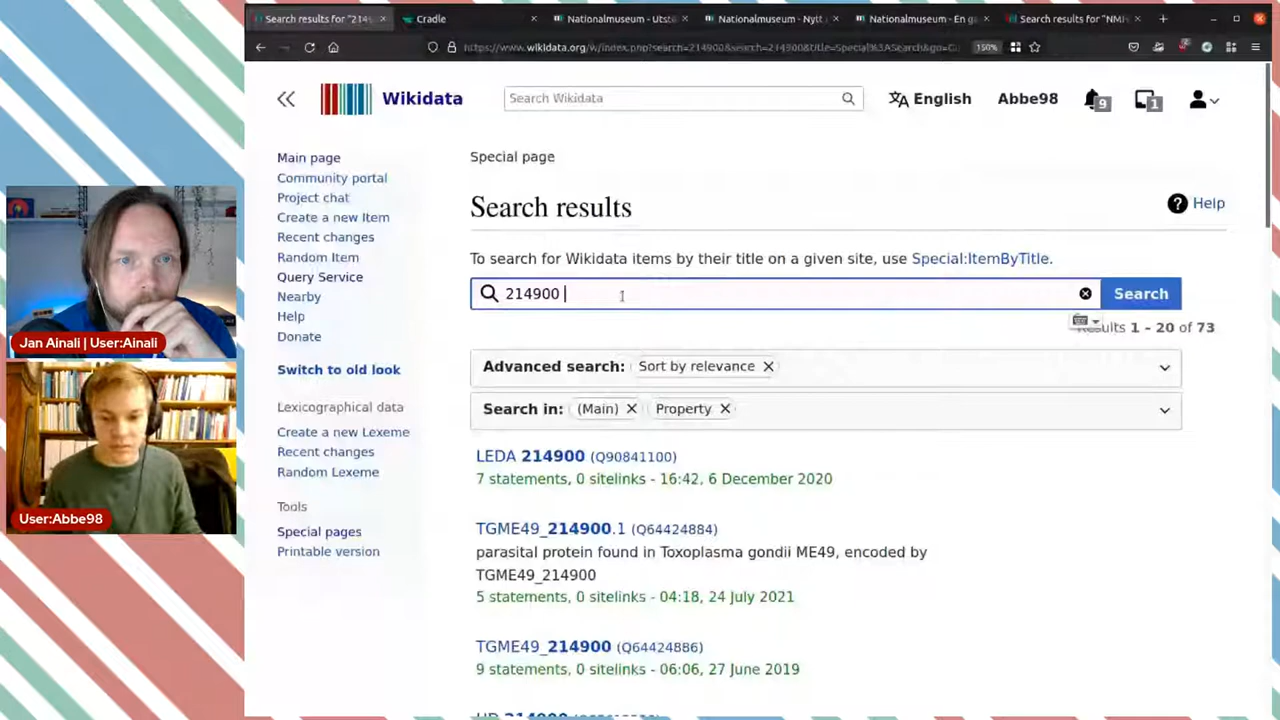 Search results for "2149
Cradle
Nationalmuseum - Utstä
Nationalmuseum - Nytt
Nationalmuseum - En ga
Search results for "NMH
150%
Wikidata
Search Wikidata
English
Abbe98
9
1
Main page
Community portal
Project chat
Create a new Item
Recent changes
Random Item
Query Service
Nearby
Help
Donate
Switch to old look
Lexicographical data
Create a new Lexeme
Recent changes
Random Lexeme
Tools
Special pages
Printable version
Special page
Search results
Help
To search for Wikidata items by their title on a given site, use Special:ItemByTitle.
214900
Search
Results 1 – 20 of 73
Advanced search: Sort by relevance
Search in: (Main) Property
LEDA 214900 (Q90841100)
7 statements, 0 sitelinks - 16:42, 6 December 2020
TGME49_214900.1 (Q64424884)
parasital protein found in Toxoplasma gondii ME49, encoded by
TGME49_214900
5 statements, 0 sitelinks - 04:18, 24 July 2021
TGME49_214900 (Q64424886)
9 statements, 0 sitelinks - 06:06, 27 June 2019
Jan Ainali | User:Ainali
User:Abbe98